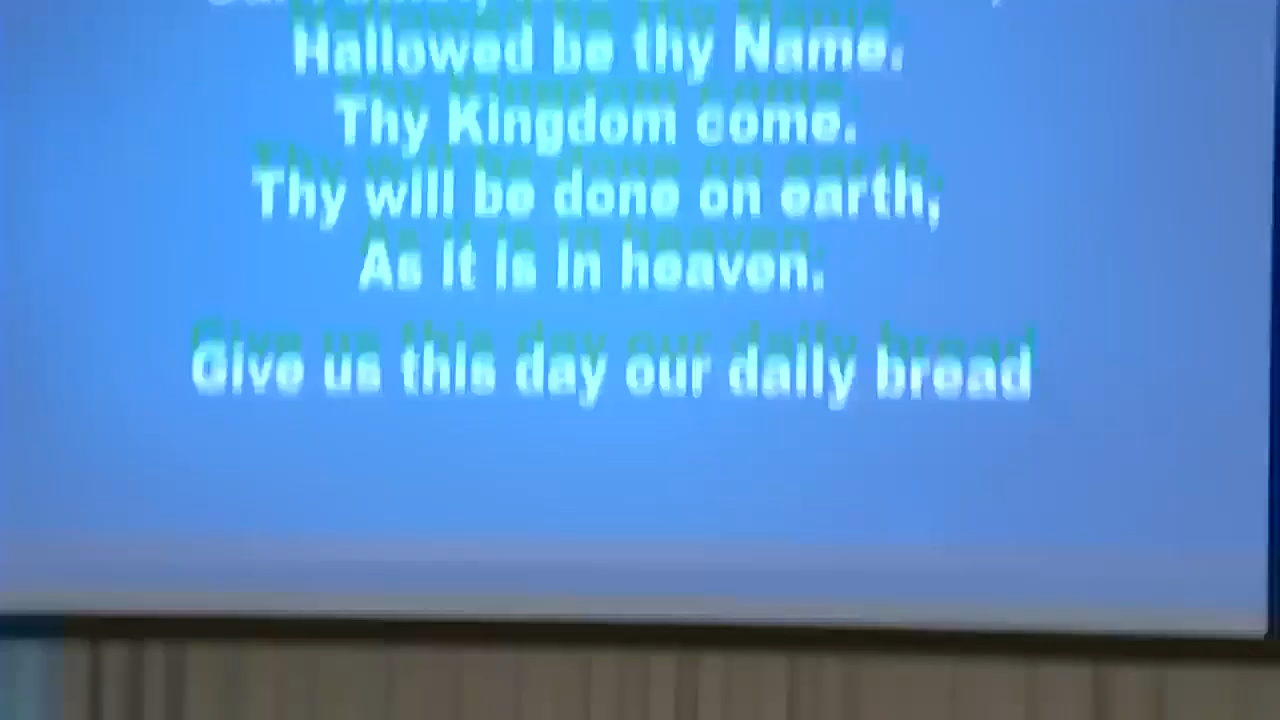 Hallowed be thy Name.
Thy Kingdom come.
Thy will be done on earth,
As it is in heaven.
Give us this day our daily bread